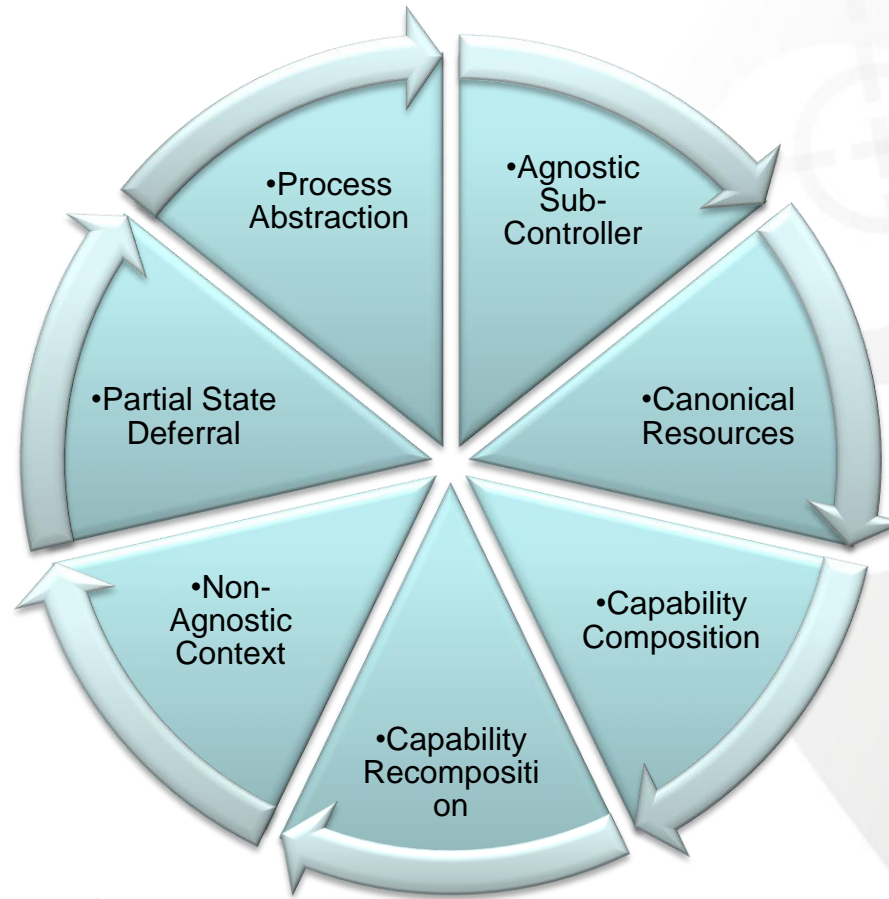 •Process
Abstraction
•Agnostic
Sub-
Controller
•Canonical
Resources
•Capability
Composition
•Capability
Recompositi
on
•Non-
Agnostic
Context
•Partial State
Deferral